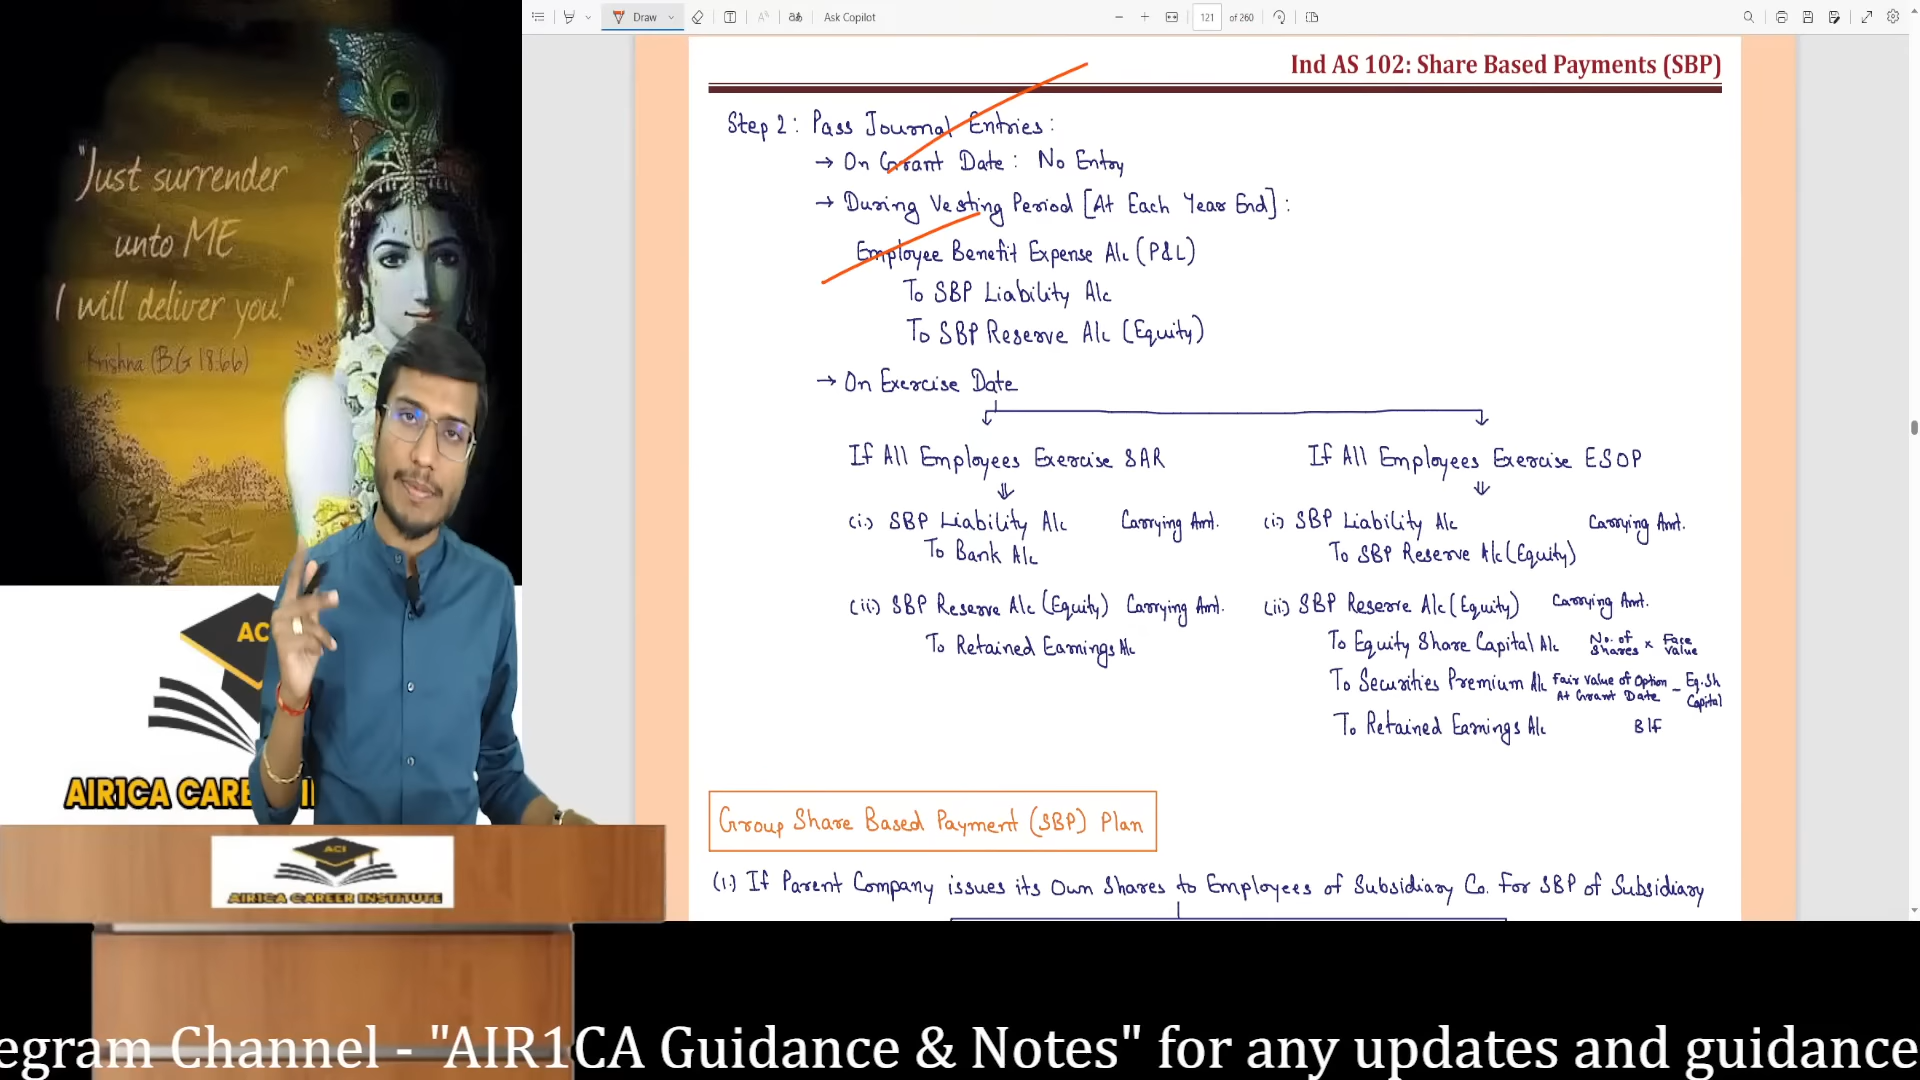 "Just surrender
unto ME
I will deliver you!"
Krishna (B.G 18.66)
AC
AIR1CA CARE
ACI
AIR1CA CAREER INSTITUTE
Draw
Ask Copilot
121 of 260
Ind AS 102: Share Based Payments (SBP)
Step 2: Pass Journal Entries:
→ On Grant Date: No Entry
→ During Vesting Period [At Each Year End]:
Employee Benefit Expense A/c (P&L)
To SBP Liability A/c
To SBP Reserve A/c (Equity)
→ On Exercise Date
If All Employees Exercise SAR
(i.) SBP Liability A/c Carrying Amt.
To Bank A/c
(ii) SBP Reserve A/c (Equity) Carrying Amt.
To Retained Earnings A/c
If All Employees Exercise ESOP
(i) SBP Liability A/c Carrying Amt.
To SBP Reserve A/c (Equity)
(ii) SBP Reserve A/c (Equity) Carrying Amt.
To Equity Share Capital A/c No. of Shares × Face Value
To Securities Premium A/c Fair Value of Option At Grant Date - Eq. Sh Capital
To Retained Earnings A/c B/F
Group Share Based Payment (SBP) Plan
(1.) If Parent Company issues its Own Shares to Employees of Subsidiary Co. For SBP of Subsidiary
egram Channel - "AIR1CA Guidance & Notes" for any updates and guidance